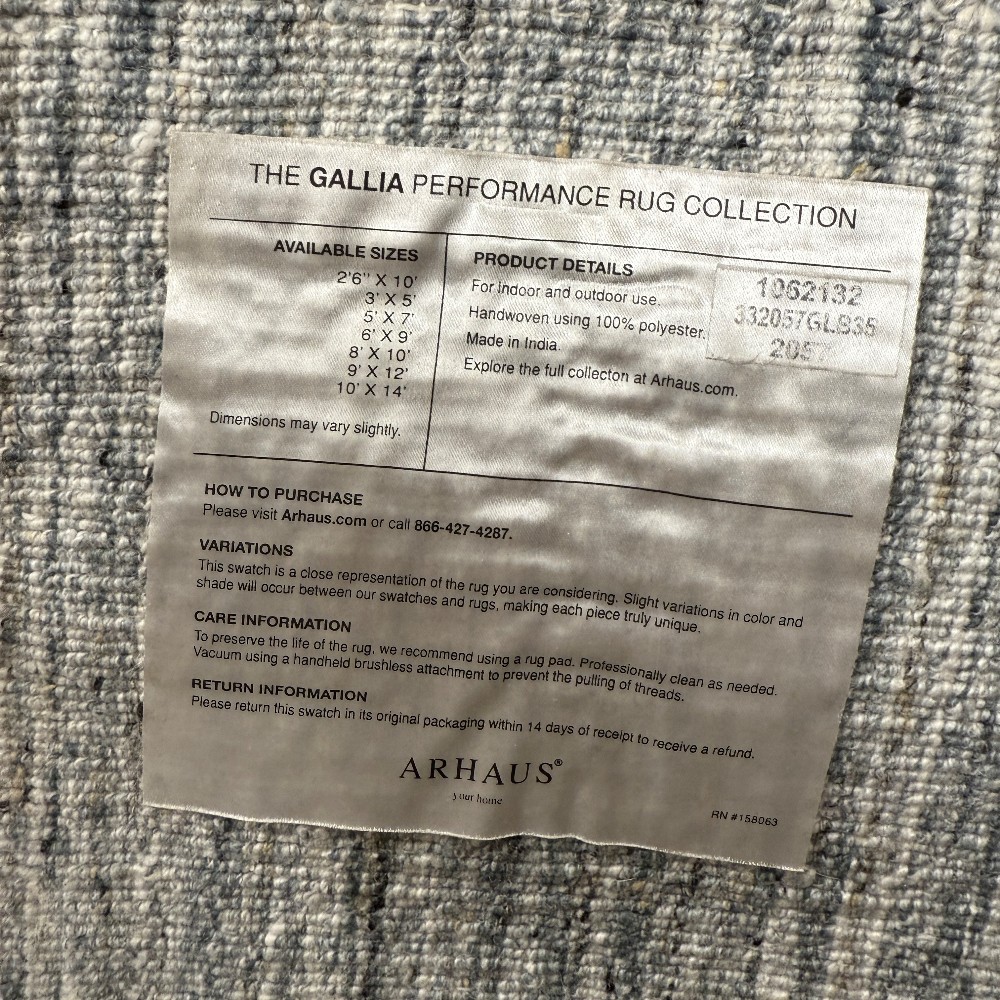 THE GALLIA PERFORMANCE RUG COLLECTION
AVAILABLE SIZES
2'6" X 10'
3' X 5'
5' X 7'
6' X 9'
8' X 10'
9' X 12'
10' X 14'
Dimensions may vary slightly.
PRODUCT DETAILS
For indoor and outdoor use.
Handwoven using 100% polyester.
Made in India.
Explore the full collecton at Arhaus.com.
1062132
332057GLB35
HOW TO PURCHASE
Please visit Arhaus.com or call 866-427-4287.
VARIATIONS
This swatch is a close representation of the rug you are considering. Slight variations in color and
shade will occur between our swatches and rugs, making each piece truly unique.
CARE INFORMATION
To preserve the life of the rug, we recommend using a rug pad. Professionally clean as needed.
Vacuum using a handheld brushless attachment to prevent the pulling of threads.
RETURN INFORMATION
Please return this swatch in its original packaging within 14 days of receipt to receive a refund.
ARHAUS®
your home
RN #158063